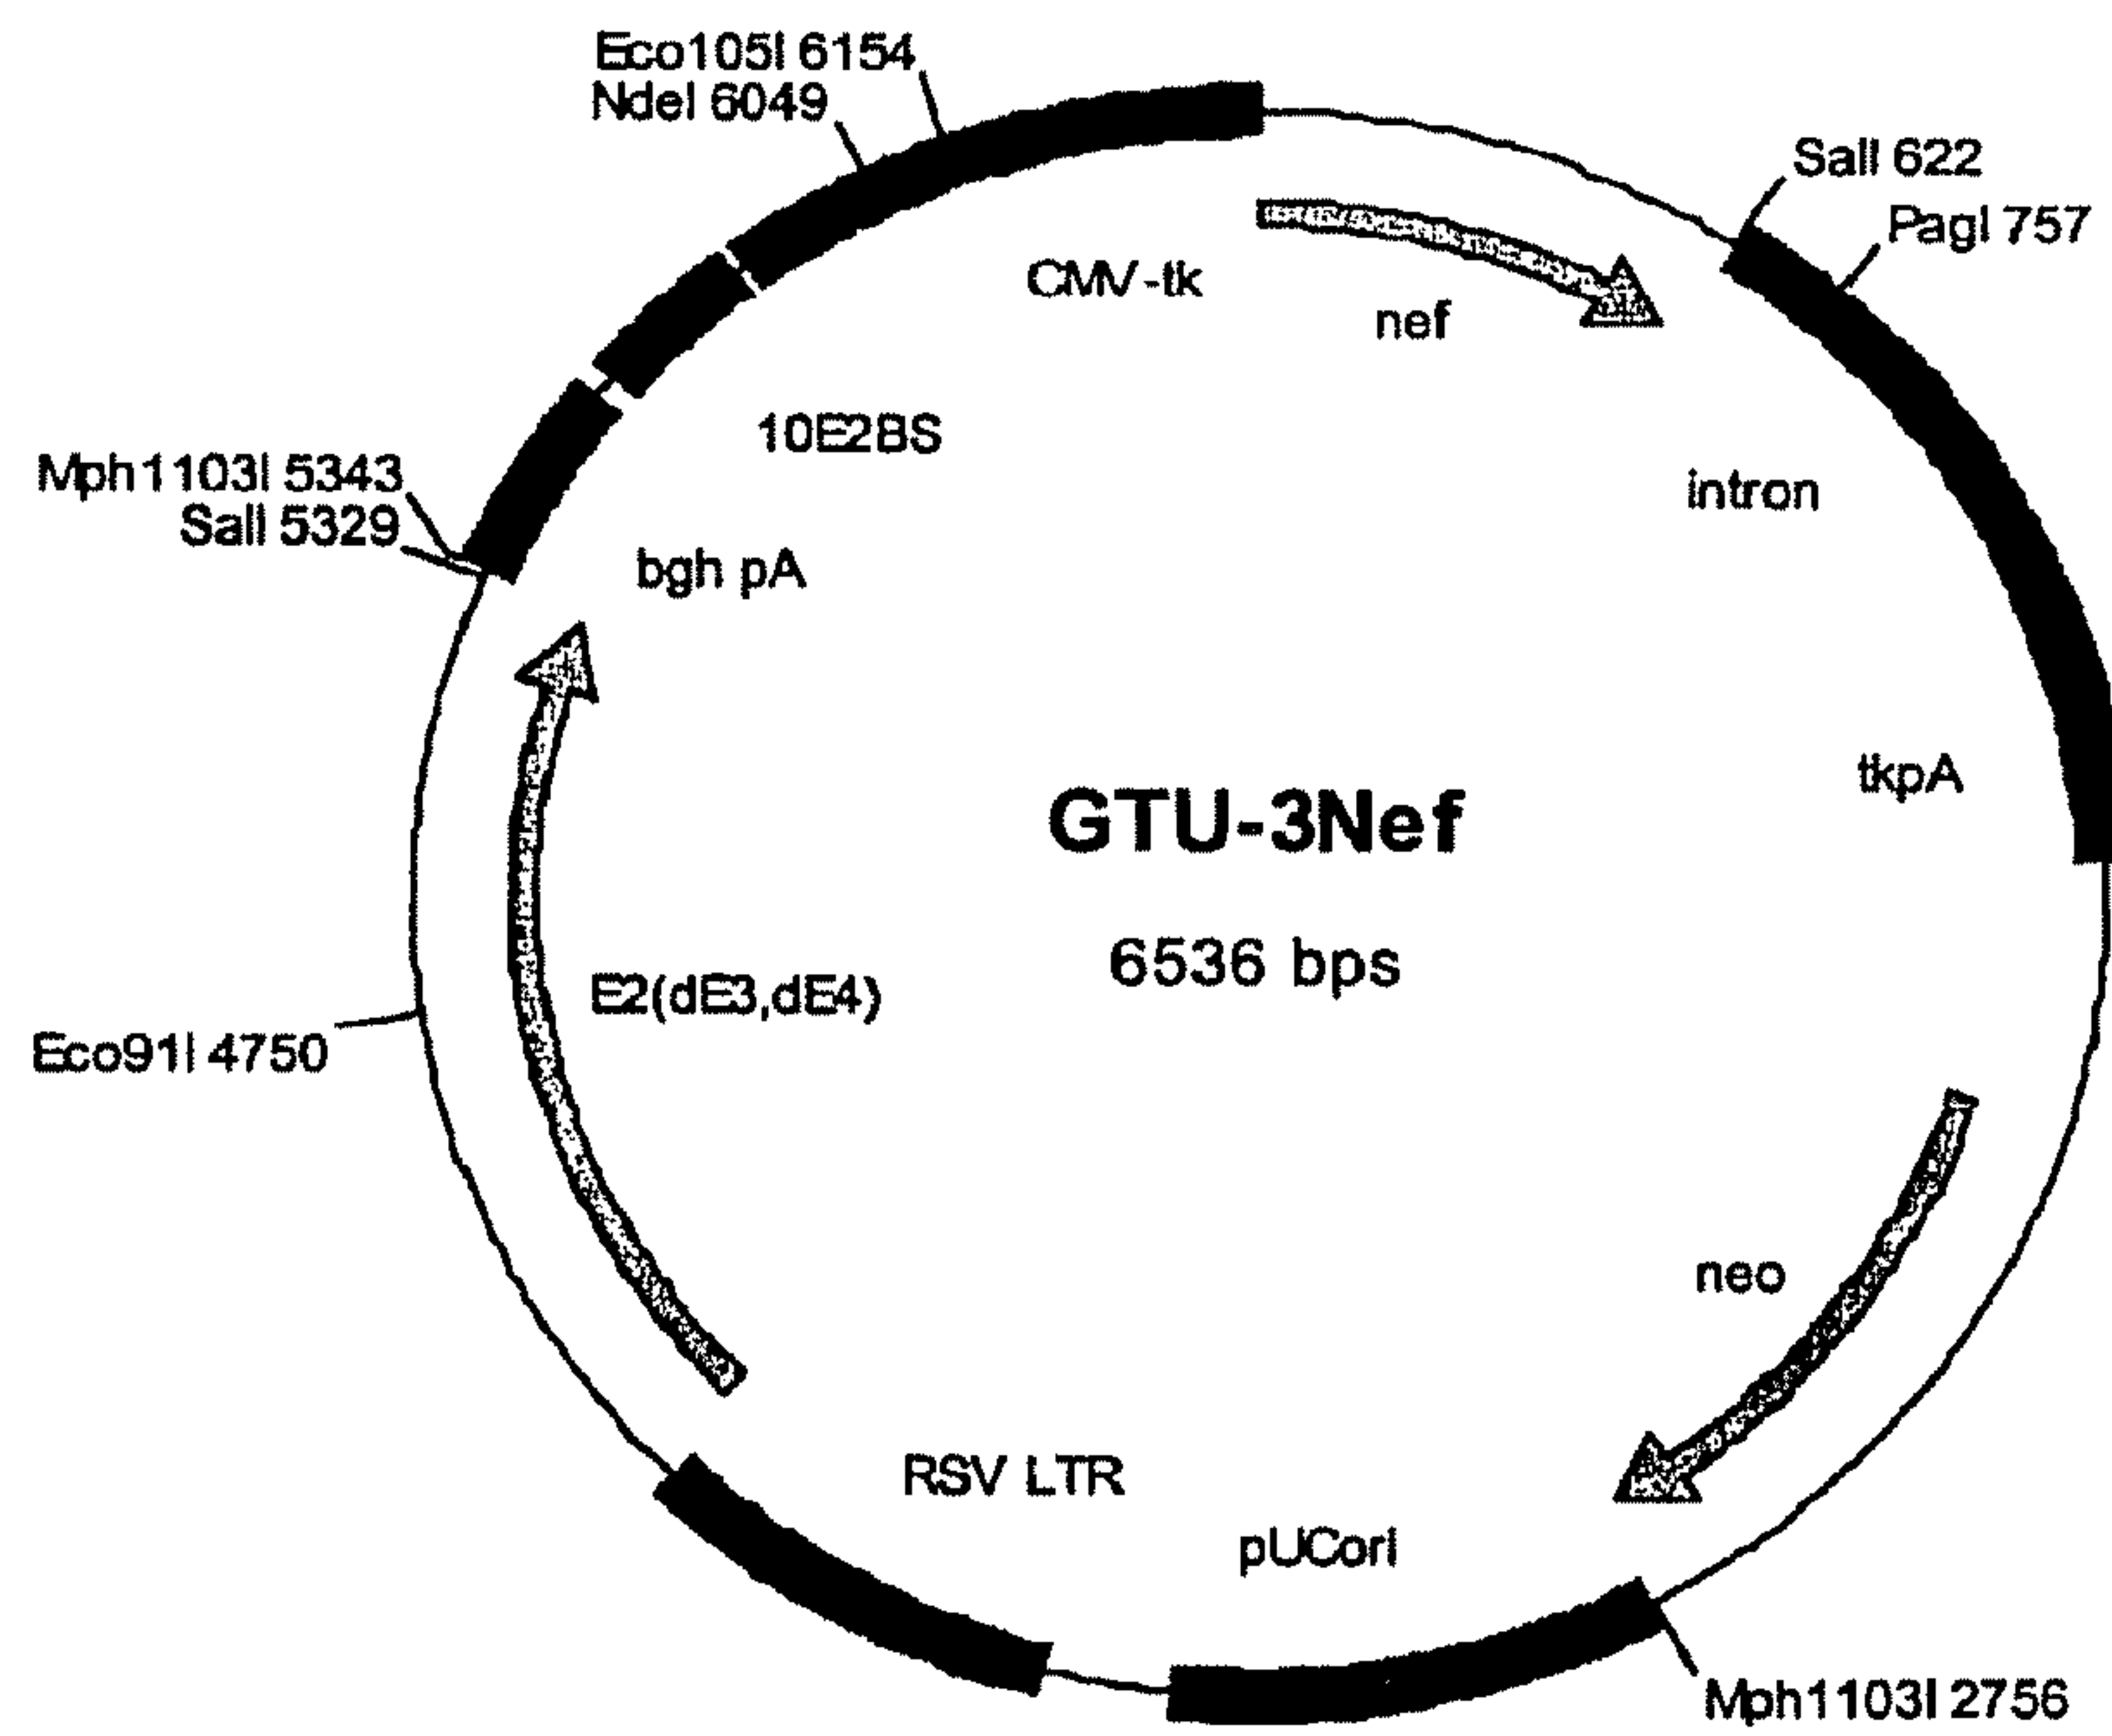 Eco105I 6154
NdeI 6049
SalI 622
PagI 757
CMV-tk
nef
10E2BS
intron
Mph1103I 5343
SalI 5329
bgh pA
tkpA
GTU-3Nef
6536 bps
E2(dE3,dE4)
Eco91I 4750
neo
RSV LTR
pUCori
Mph1103I 2756